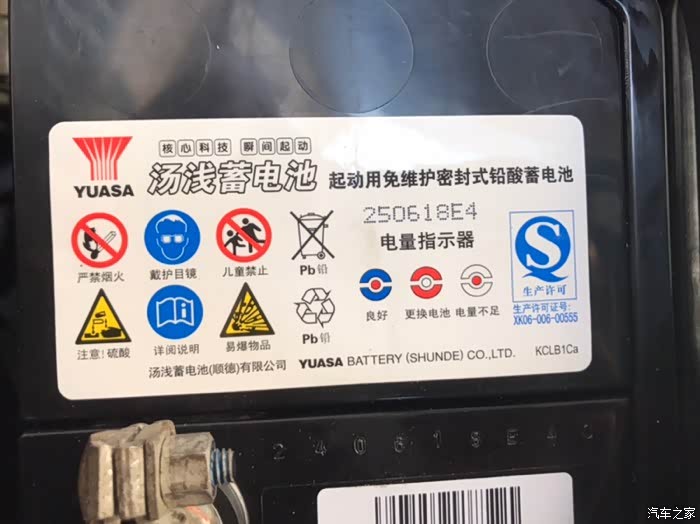 核心科技 瞬间起动
YUASA
汤浅蓄电池
起动用免维护密封式铅酸蓄电池
250618E4
电量指示器
严禁烟火
戴护目镜
儿童禁止
Pb铅
良好
更换电池
电量不足
S
生产许可
生产许可证号:
XK06-006-00555
注意!硫酸
详阅说明
易爆物品
Pb铅
汤浅蓄电池(顺德)有限公司
YUASA BATTERY (SHUNDE) CO.,LTD.
KCLB1Ca
汽车之家